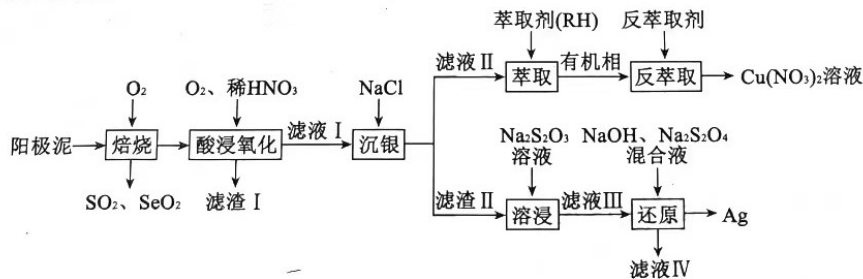 萃取剂(RH) 反萃取剂
滤液Ⅱ 萃取 有机相 反萃取 Cu(NO₃)₂溶液
O₂ O₂、稀HNO₃ NaCl
阳极泥 焙烧 酸浸氧化 滤液Ⅰ 沉银
SO₂、SeO₂ 滤渣Ⅰ
Na₂S₂O₃ NaOH、Na₂S₂O₄
溶液 混合液
滤渣Ⅱ 溶浸 滤液Ⅲ 还原 Ag
滤液Ⅳ